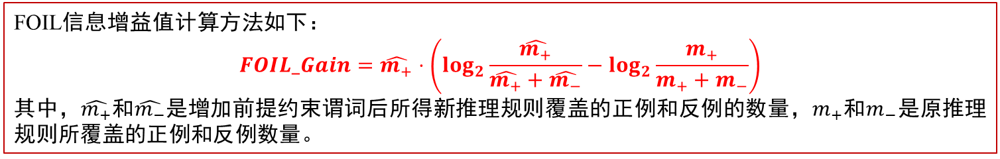 FOIL信息增益值计算方法如下：
$FOIL\_Gain = \widehat{m_+} \cdot \left( \log_2 \frac{\widehat{m_+}}{\widehat{m_+} + \widehat{m_-}} - \log_2 \frac{m_+}{m_+ + m_-} \right)$
其中，$\widehat{m_+}$和$\widehat{m_-}$是增加前提约束谓词后所得新推理规则覆盖的正例和反例的数量，$m_+$和$m_-$是原推理
规则所覆盖的正例和反例数量。